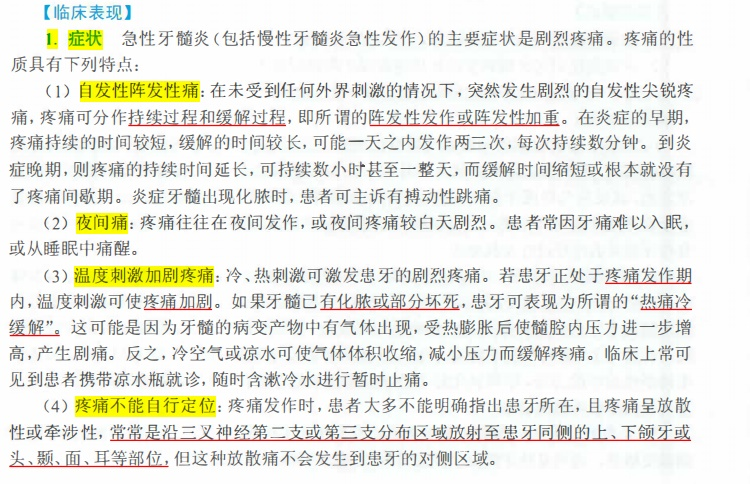 【临床表现】
1. 症状 急性牙髓炎(包括慢性牙髓炎急性发作)的主要症状是剧烈疼痛。疼痛的性
质具有下列特点:
(1) 自发性阵发性痛:在未受到任何外界刺激的情况下,突然发生剧烈的自发性尖锐疼
痛,疼痛可分作持续过程和缓解过程,即所谓的阵发性发作或阵发性加重。在炎症的早期,
疼痛持续的时间较短,缓解的时间较长,可能一天之内发作两三次,每次持续数分钟。到炎
症晚期,则疼痛的持续时间延长,可持续数小时甚至一整天,而缓解时间缩短或根本就没有
了疼痛间歇期。炎症牙髓出现化脓时,患者可主诉有搏动性跳痛。
(2) 夜间痛:疼痛往往在夜间发作,或夜间疼痛较白天剧烈。患者常因牙痛难以入眠,
或从睡眠中痛醒。
(3) 温度刺激加剧疼痛:冷、热刺激可激发患牙的剧烈疼痛。若患牙正处于疼痛发作期
内,温度刺激可使疼痛加剧。如果牙髓已有化脓或部分坏死,患牙可表现为所谓的“热痛冷
缓解”。这可能是因为牙髓的病变产物中有气体出现,受热膨胀后使髓腔内压力进一步增
高,产生剧痛。反之,冷空气或凉水可使气体体积收缩,减小压力而缓解疼痛。临床上常可
见到患者携带凉水瓶就诊,随时含漱冷水进行暂时止痛。
(4) 疼痛不能自行定位:疼痛发作时,患者大多不能明确指出患牙所在,且疼痛呈放散
性或牵涉性,常常是沿三叉神经第二支或第三支分布区域放射至患牙同侧的上、下颌牙或
头、颞、面、耳等部位,但这种放散痛不会发生到患牙的对侧区域。